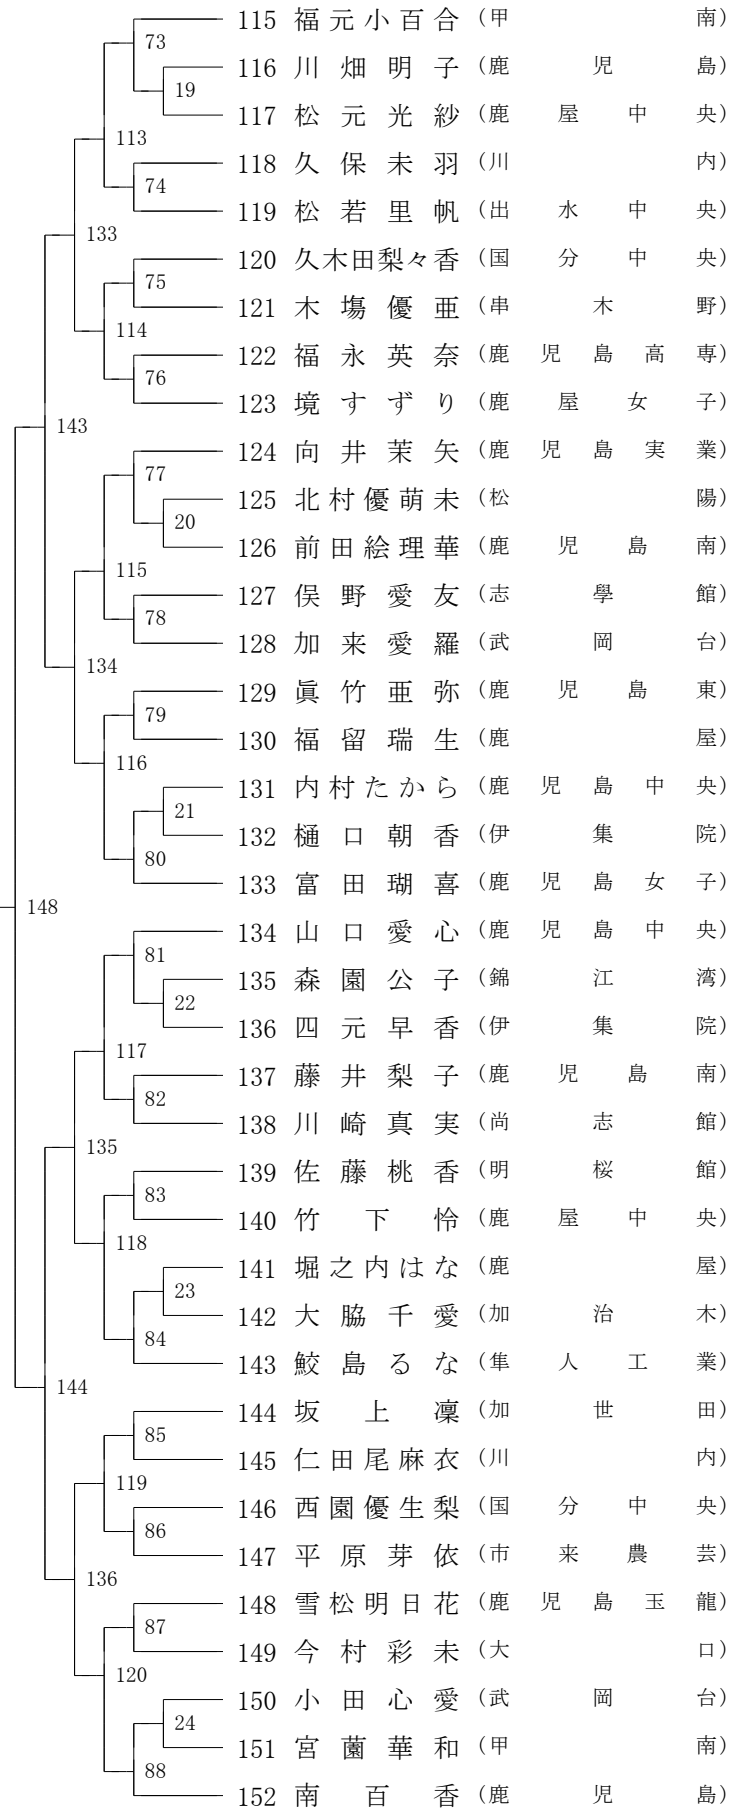 115 福元小百合 (甲南)
73
116 川畑明子 (鹿児島)
19
117 松元光紗 (鹿屋中央)
113
118 久保未羽 (川内)
74
119 松若里帆 (出水中央)
133
120 久木田梨々香 (国分中央)
75
121 木塲優亜 (串木野)
114
122 福永英奈 (鹿児島高専)
76
123 境すずり (鹿屋女子)
143
124 向井茉矢 (鹿児島実業)
77
125 北村優萌未 (松陽)
20
126 前田絵理華 (鹿児島南)
115
127 俣野愛友 (志學館)
78
128 加来愛羅 (武岡台)
134
129 眞竹亜弥 (鹿児島東)
79
130 福留瑞生 (鹿屋)
116
131 内村たから (鹿児島中央)
21
132 樋口朝香 (伊集院)
80
133 富田瑚喜 (鹿児島女子)
148
134 山口愛心 (鹿児島中央)
81
135 森園公子 (錦江湾)
22
136 四元早香 (伊集院)
117
137 藤井梨子 (鹿児島南)
82
138 川崎真実 (尚志館)
135
139 佐藤桃香 (明桜館)
83
140 竹下怜 (鹿屋中央)
118
141 堀之内はな (鹿屋)
23
142 大脇千愛 (加治木)
84
143 鮫島るな (隼人工業)
144
144 坂上凜 (加世田)
85
145 仁田尾麻衣 (川内)
119
146 西園優生梨 (国分中央)
86
147 平原芽依 (市来農芸)
136
148 雪松明日花 (鹿児島玉龍)
87
149 今村彩未 (大口)
120
150 小田心愛 (武岡台)
24
151 宮薗華和 (甲南)
88
152 南百香 (鹿児島)